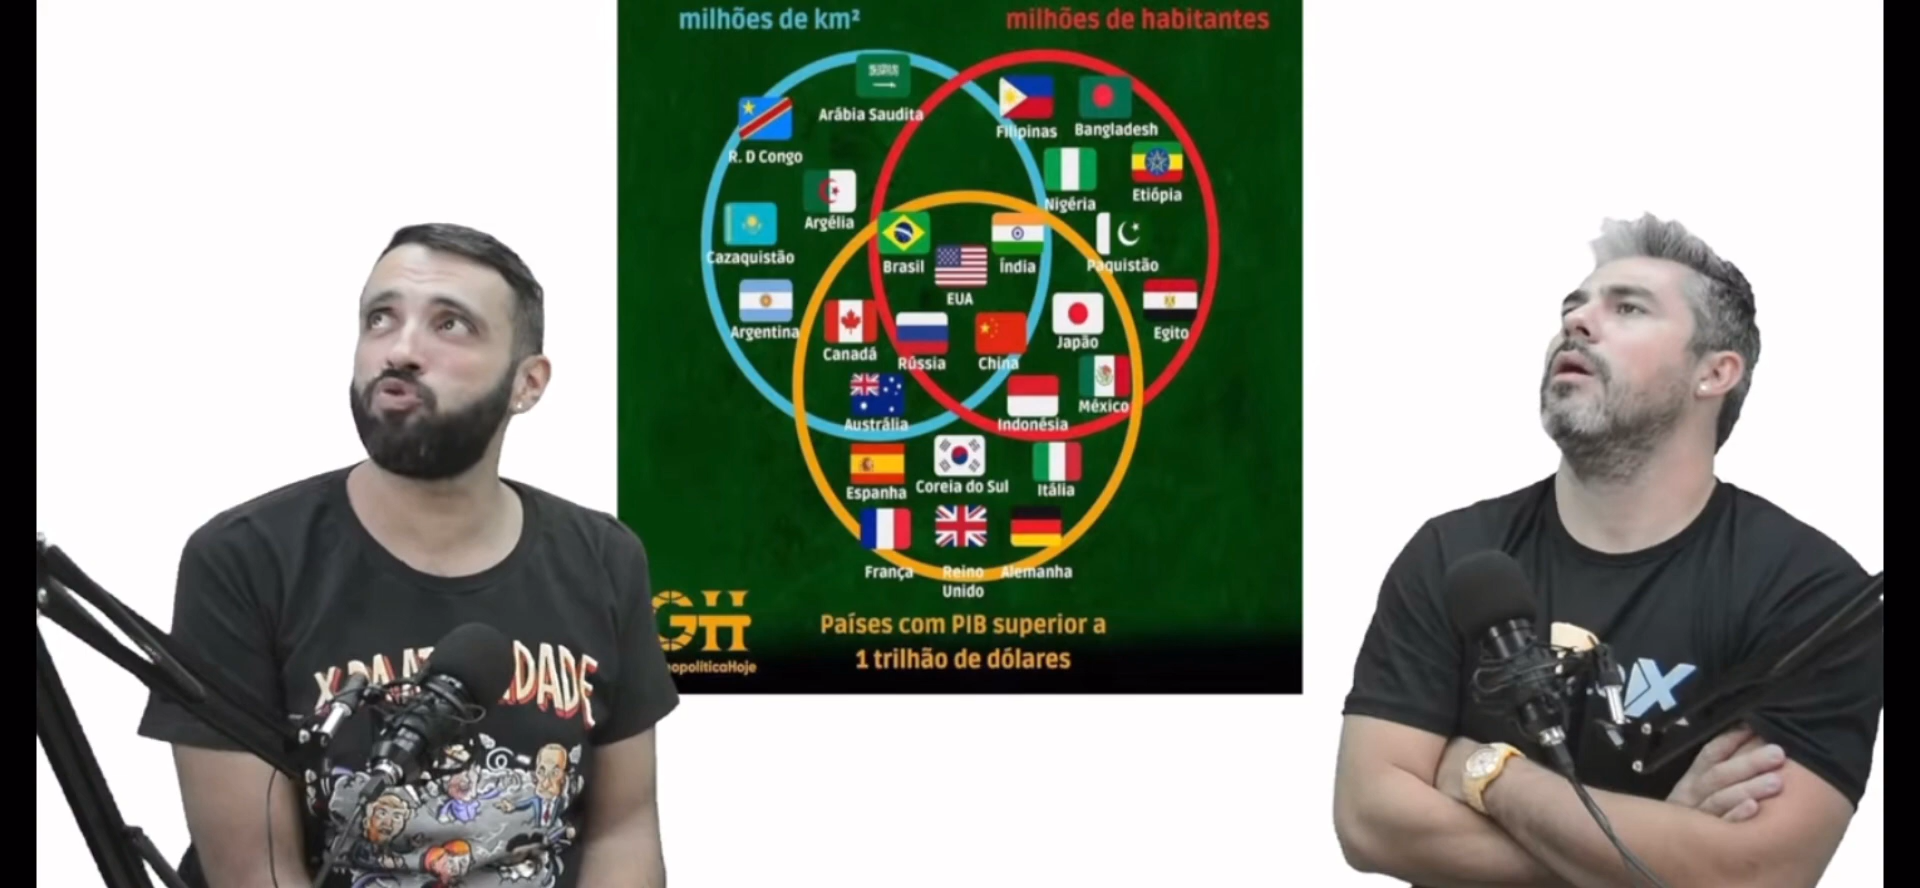 milhões de km²
milhões de habitantes
Arábia Saudita
Filipinas
Bangladesh
R. D Congo
Etiópia
Nigéria
Argélia
Cazaquistão
Brasil
Índia
Paquistão
EUA
Argentina
Canadá
Rússia
China
Japão
Egito
México
Austrália
Indonésia
Espanha
Coreia do Sul
Itália
França
Reino
Unido
Alemanha
GH
opolíticaHoje
Países com PIB superior a
1 trilhão de dólares
DADE